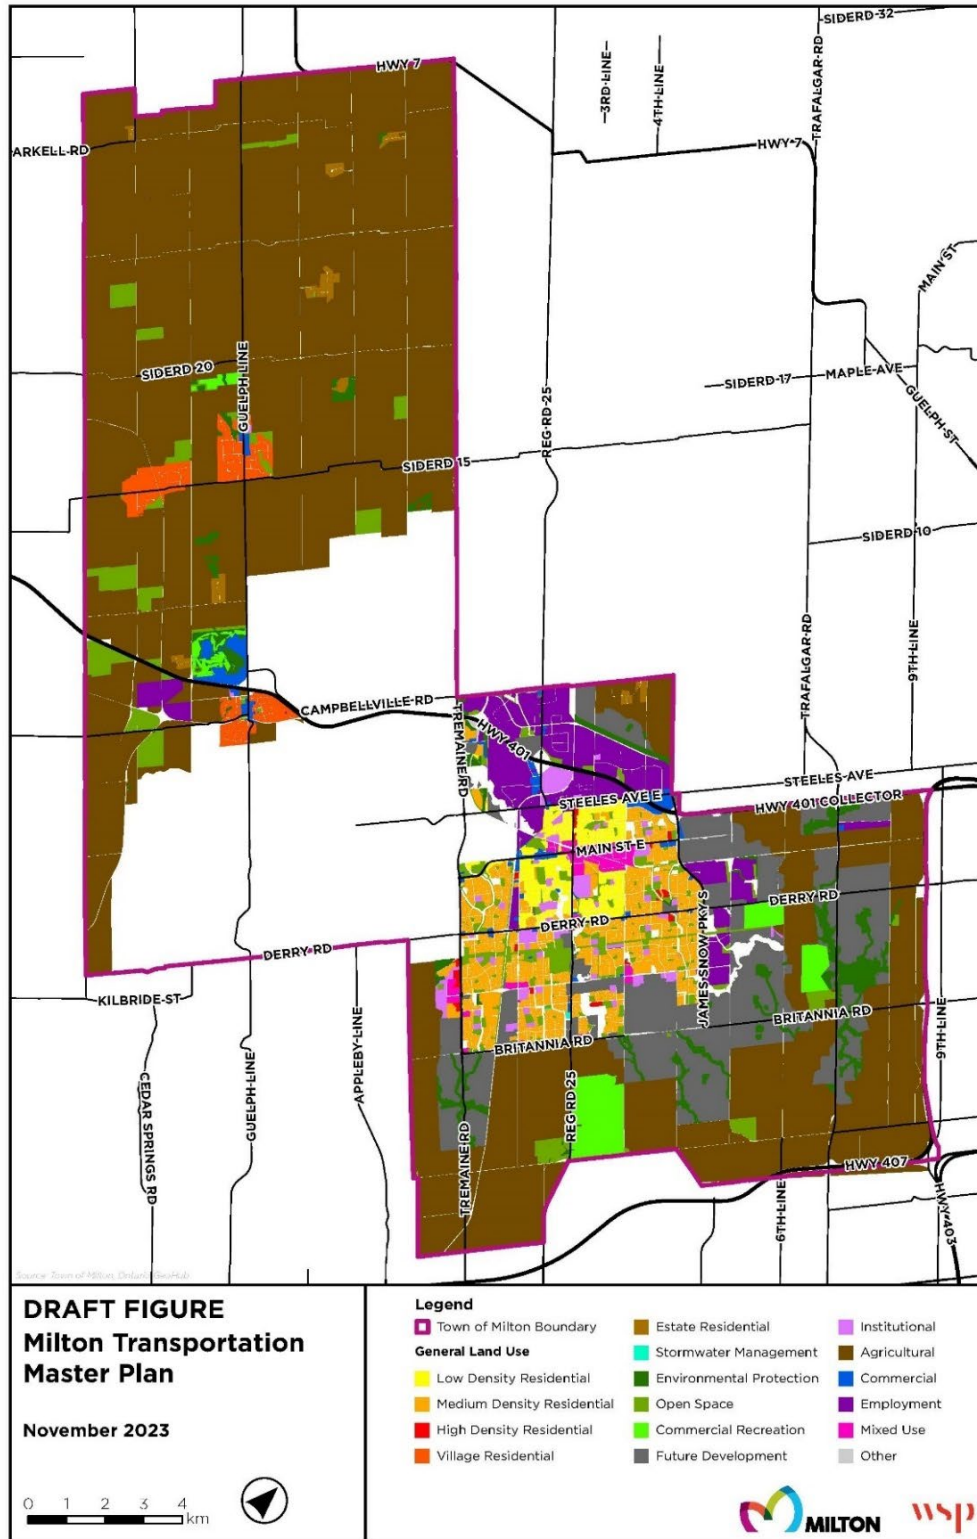 SIDERD 32
HWY 7
3RD LINE
4TH LINE
TRAFALGAR RD
ARKELL RD
HWY 7
MAIN ST
SIDERD 20
GUELPH LINE
REG RD 25
SIDERD 17
MAPLE AVE
GUELPH ST
SIDERD 15
SIDERD 10
TRAFALGAR RD
9TH LINE
CAMPBELLVILLE RD
TREMAINE RD
HWY 401
STEELES AVE
STEELES AVE E
HWY 401 COLLECTOR
MAIN ST E
DERRY RD
DERRY RD
DERRY RD
JAMES SNOW PKY S
KILBRIDE ST
BRITANNIA RD
BRITANNIA RD
9TH LINE
CEDAR SPRINGS RD
GUELPH LINE
APPLEBY LINE
TREMAINE RD
REG RD 25
HWY 407
6TH LINE
HWY 403
Source: Town of Milton, Ontario GeoHub
DRAFT FIGURE
Milton Transportation
Master Plan
November 2023
0 1 2 3 4
km
Legend
Town of Milton Boundary
General Land Use
Low Density Residential
Medium Density Residential
High Density Residential
Village Residential
Estate Residential
Stormwater Management
Environmental Protection
Open Space
Commercial Recreation
Future Development
Institutional
Agricultural
Commercial
Employment
Mixed Use
Other
MILTON
wsp